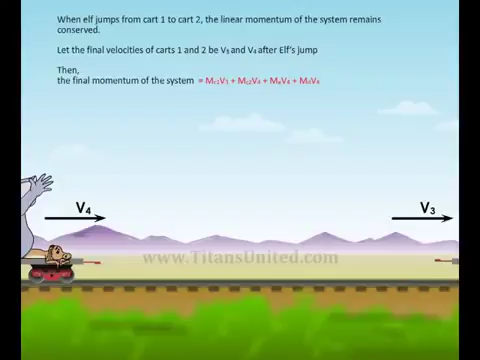 When elf jumps from cart 1 to cart 2, the linear momentum of the system remains
conserved.
Let the final velocities of carts 1 and 2 be V₃ and V₄ after Elf's jump
Then,
the final momentum of the system = Mc₁V₃ + Mc₂V₄ + MₑV₄ + M𝒹V₄
V₄
V₃
www.TitansUnited.com